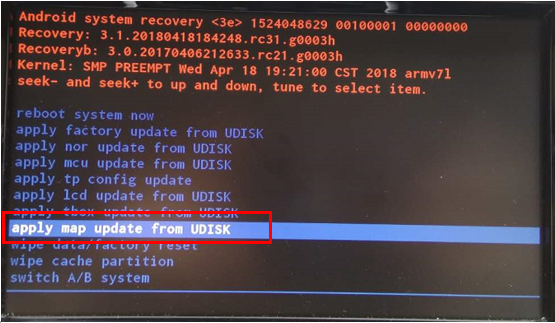 Android system recovery <3e> 1524048629 00100001 00000000
Recovery: 3.1.20180418184248.rc31.g0003h
Recoveryb: 3.0.20170406212633.rc21.g0003h
Kernel: SMP PREEMPT Wed Apr 18 19:21:00 CST 2018 armv7l
seek- and seek+ to up and down, tune to select item.
reboot system now
apply factory update from UDISK
apply nor update from UDISK
apply mcu update from UDISK
apply tp config update
apply lcd update from UDISK
apply tbox update from UDISK
apply map update from UDISK
wipe data/factory reset
wipe cache partition
switch A/B system